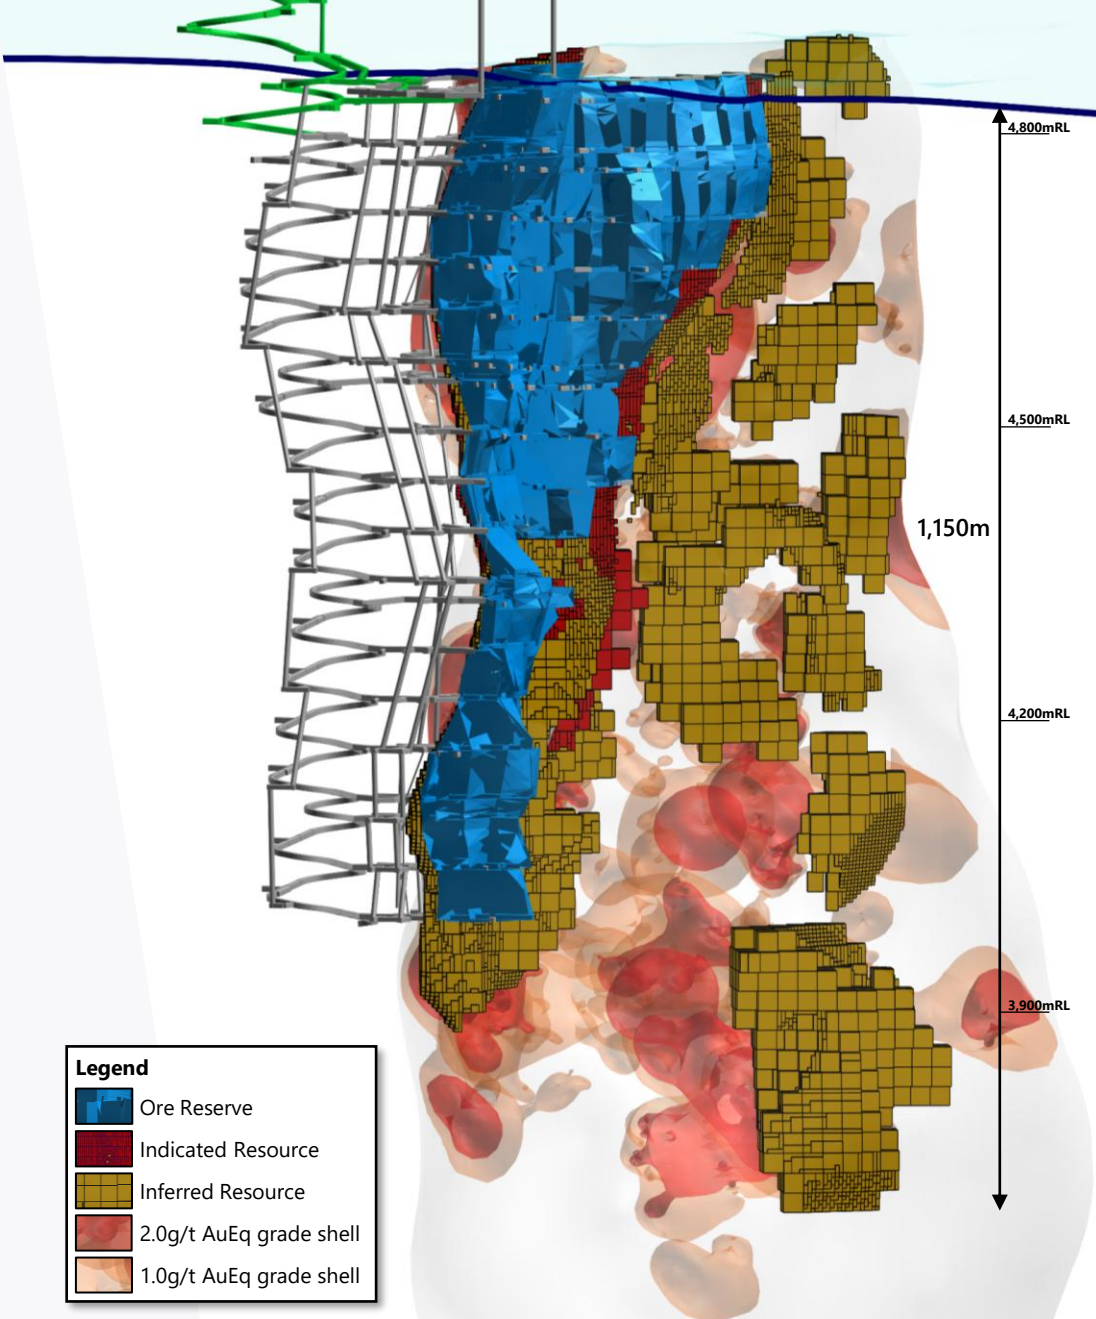 4,800mRL
4,500mRL
1,150m
4,200mRL
3,900mRL
Legend
Ore Reserve
Indicated Resource
Inferred Resource
2.0g/t AuEq grade shell
1.0g/t AuEq grade shell